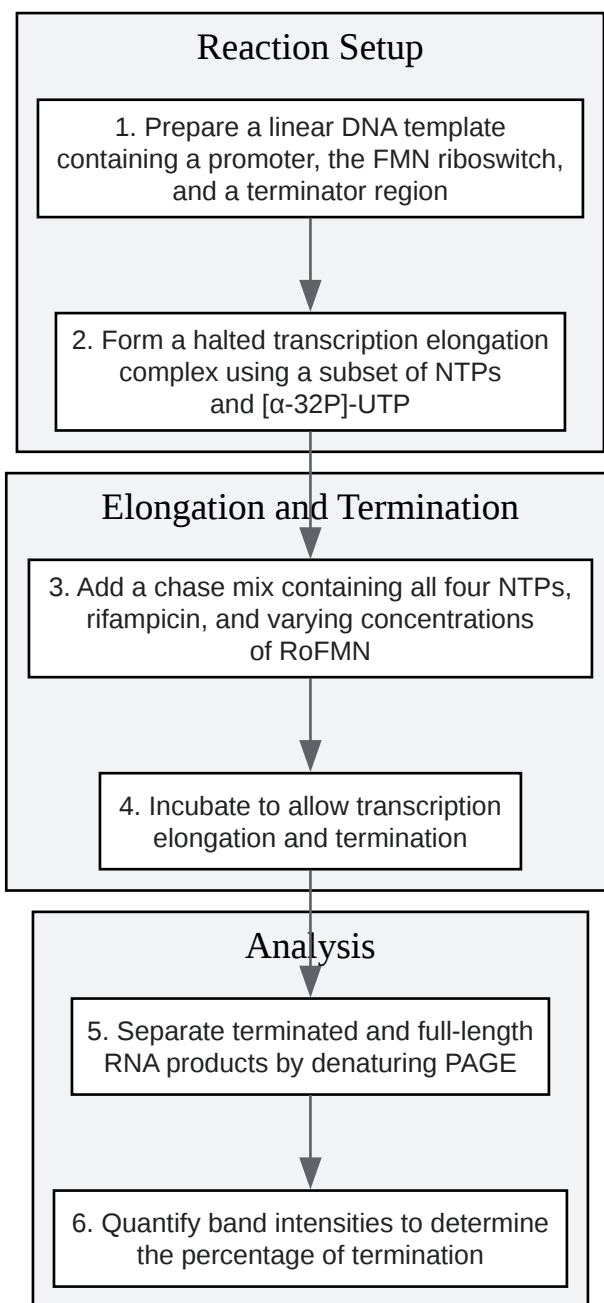 Reaction Setup
1. Prepare a linear DNA template
containing a promoter, the FMN riboswitch,
and a terminator region
2. Form a halted transcription elongation
complex using a subset of NTPs
and [α-32P]-UTP
Elongation and Termination
3. Add a chase mix containing all four NTPs,
rifampicin, and varying concentrations
of RoFMN
4. Incubate to allow transcription
elongation and termination
Analysis
5. Separate terminated and full-length
RNA products by denaturing PAGE
6. Quantify band intensities to determine
the percentage of termination